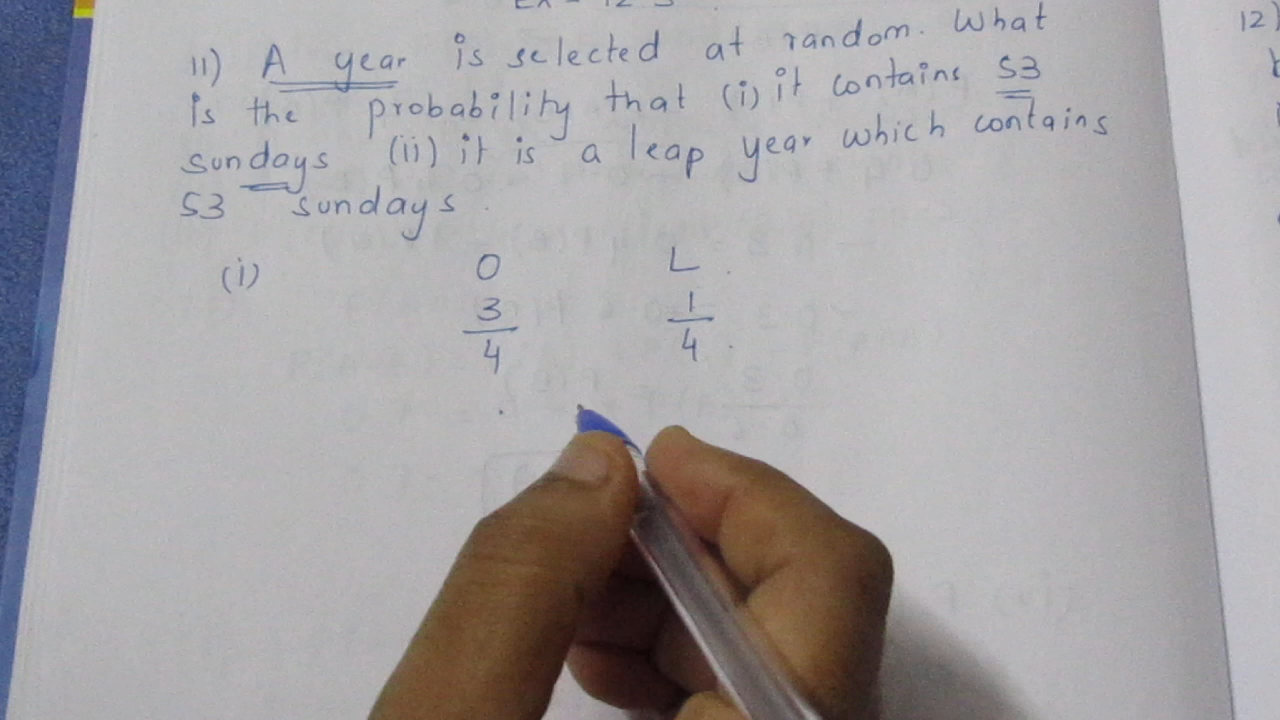 11) A year is selected at random. What
is the probability that (i) it contains 53
sundays (ii) it is a leap year which contains
53 sundays.
(i) O L
3/4 1/4
12)